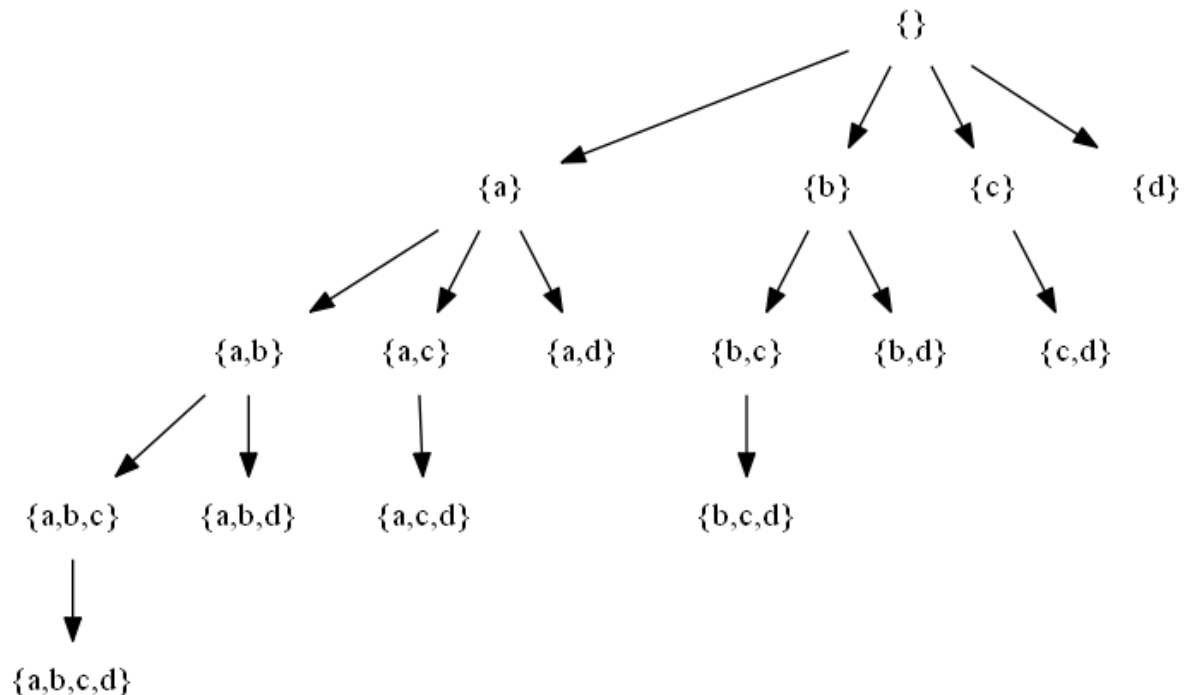 {}
{a} {b} {c} {d}
{a,b} {a,c} {a,d} {b,c} {b,d} {c,d}
{a,b,c} {a,b,d} {a,c,d} {b,c,d}
{a,b,c,d}